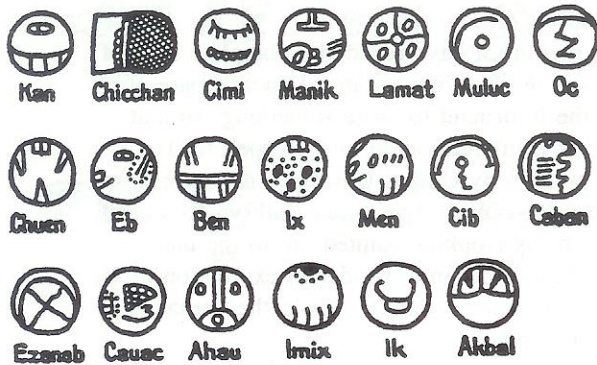 Kan Chicchan Cimi Manik Lamat Muluc Oc
Chuen Eb Ben Ix Men Cib Caban
Ezanab Cauac Ahau Imix Ik Akbal